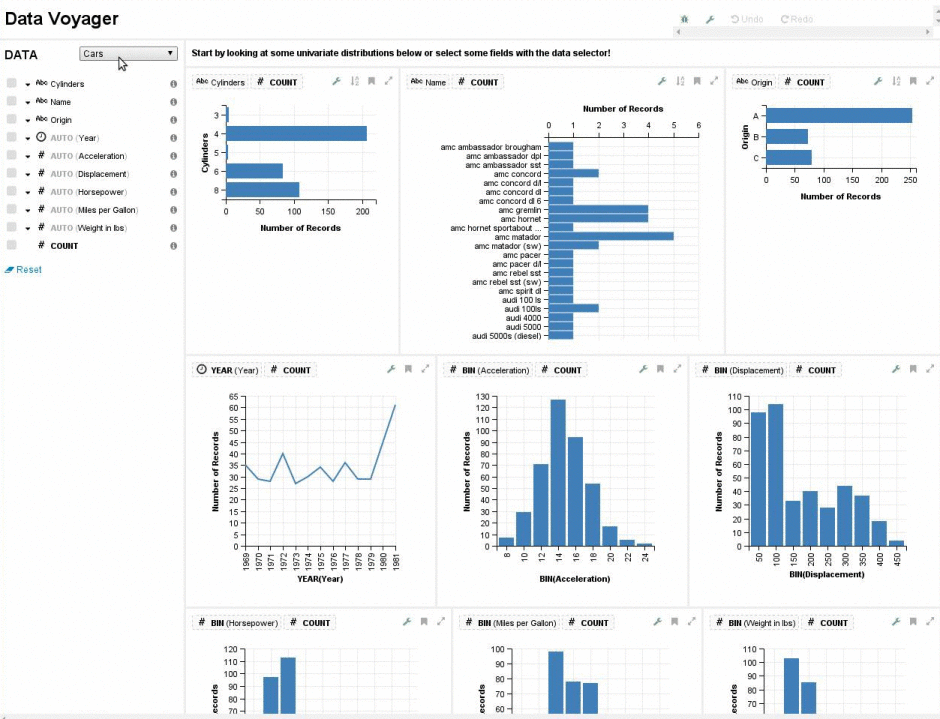 Data Voyager
Undo Redo
DATA Cars
Start by looking at some univariate distributions below or select some fields with the data selector!
Abc Cylinders
Abc Name
Abc Origin
AUTO (Year)
# AUTO (Acceleration)
# AUTO (Displacement)
# AUTO (Horsepower)
# AUTO (Miles per Gallon)
# AUTO (Weight in lbs)
# COUNT
Reset
Abc Cylinders # COUNT
3
4
5
6
8
Cylinders
0 50 100 150 200
Number of Records
Abc Name # COUNT
Number of Records
0 1 2 3 4 5 6
amc ambassador brougham
amc ambassador dpl
amc ambassador sst
amc concord
amc concord d/l
amc concord dl
amc concord dl 6
amc gremlin
amc hornet
amc hornet sportabout ...
amc matador
amc matador (sw)
amc pacer
amc pacer d/l
amc rebel sst
amc rebel sst (sw)
amc spirit dl
audi 100 ls
audi 100ls
audi 4000
audi 5000
audi 5000s (diesel)
Abc Origin # COUNT
A
B
C
Origin
0 50 100 150 200 250
Number of Records
YEAR (Year) # COUNT
65
60
55
50
45
40
35
30
25
20
15
10
5
0
Number of Records
1969 1970 1971 1972 1973 1974 1975 1976 1977 1978 1979 1980 1981
YEAR(Year)
# BIN (Acceleration) # COUNT
130
120
110
100
90
80
70
60
50
40
30
20
10
0
Number of Records
8 10 12 14 16 18 20 22 24
BIN(Acceleration)
# BIN (Displacement) # COUNT
110
100
90
80
70
60
50
40
30
20
10
0
Number of Records
50 100 150 200 250 300 350 400 450
BIN(Displacement)
# BIN (Horsepower) # COUNT
120
110
100
90
80
70
ecords
# BIN (Miles per Gallon) # COUNT
100
90
80
70
60
ecords
# BIN (Weight in lbs) # COUNT
110
100
90
80
70
ecords